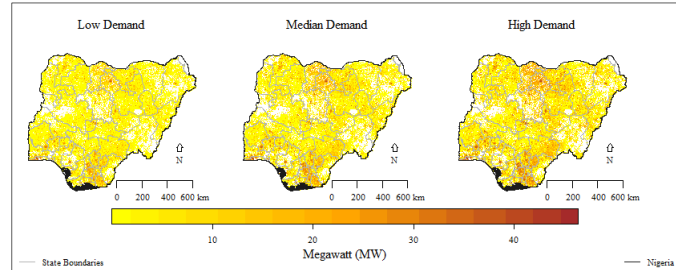 Low Demand Median Demand High Demand
N N N
0 200 400 600 km 0 200 400 600 km 0 200 400 600 km
10 20 30 40
Megawatt (MW)
State Boundaries Nigeria